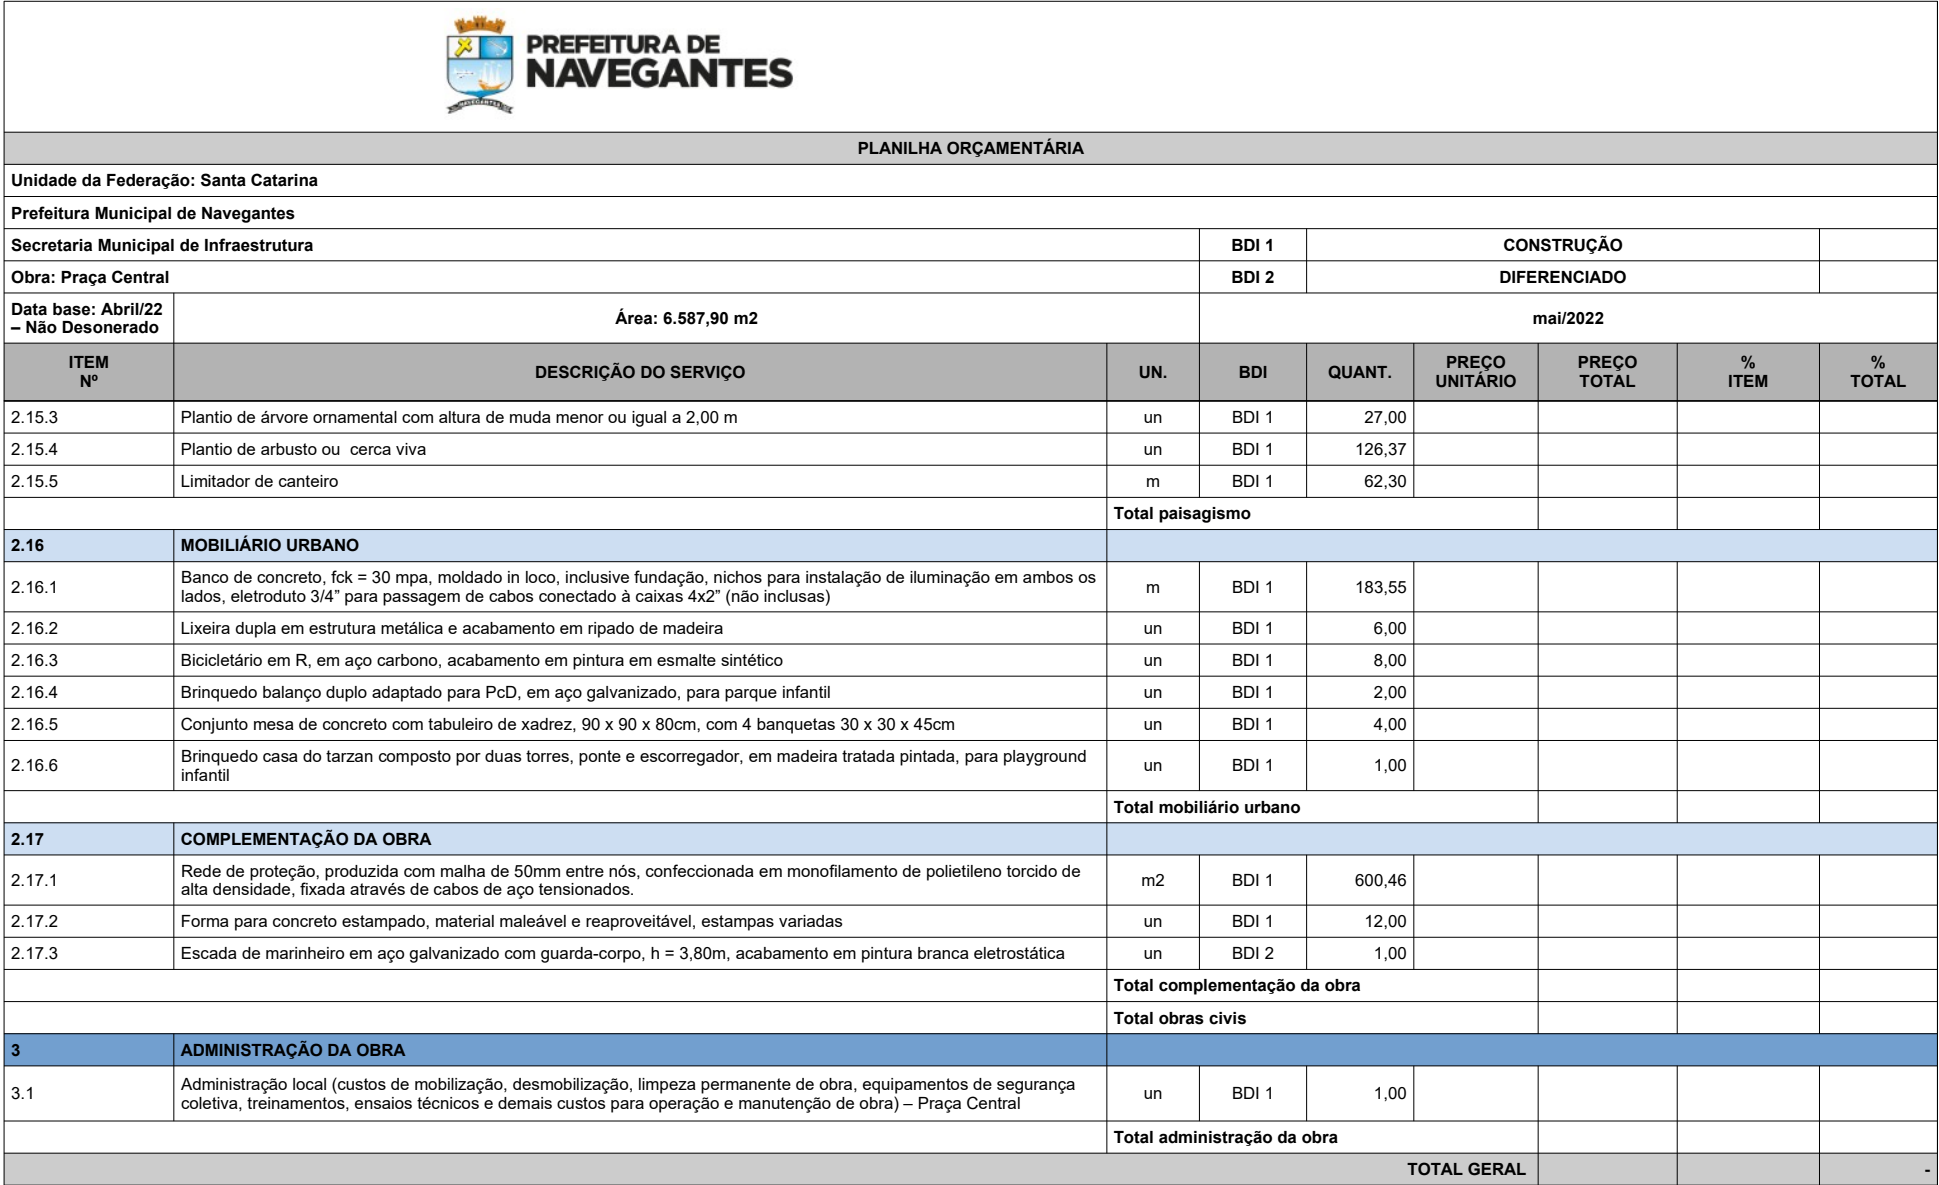 PREFEITURA DE
NAVEGANTES
NAVEGANTES
PLANILHA ORÇAMENTÁRIA
Unidade da Federação: Santa Catarina
Prefeitura Municipal de Navegantes
Secretaria Municipal de Infraestrutura BDI 1 CONSTRUÇÃO
Obra: Praça Central BDI 2 DIFERENCIADO
Data base: Abril/22
– Não Desonerado Área: 6.587,90 m2 mai/2022
ITEM
Nº DESCRIÇÃO DO SERVIÇO UN. BDI QUANT. PREÇO
UNITÁRIO PREÇO
TOTAL %
ITEM %
TOTAL
2.15.3 Plantio de árvore ornamental com altura de muda menor ou igual a 2,00 m un BDI 1 27,00
2.15.4 Plantio de arbusto ou  cerca viva un BDI 1 126,37
2.15.5 Limitador de canteiro m BDI 1 62,30
Total paisagismo
2.16 MOBILIÁRIO URBANO
2.16.1 Banco de concreto, fck = 30 mpa, moldado in loco, inclusive fundação, nichos para instalação de iluminação em ambos os
lados, eletroduto 3/4” para passagem de cabos conectado à caixas 4x2” (não inclusas) m BDI 1 183,55
2.16.2 Lixeira dupla em estrutura metálica e acabamento em ripado de madeira un BDI 1 6,00
2.16.3 Bicicletário em R, em aço carbono, acabamento em pintura em esmalte sintético un BDI 1 8,00
2.16.4 Brinquedo balanço duplo adaptado para PcD, em aço galvanizado, para parque infantil un BDI 1 2,00
2.16.5 Conjunto mesa de concreto com tabuleiro de xadrez, 90 x 90 x 80cm, com 4 banquetas 30 x 30 x 45cm un BDI 1 4,00
2.16.6 Brinquedo casa do tarzan composto por duas torres, ponte e escorregador, em madeira tratada pintada, para playground
infantil un BDI 1 1,00
Total mobiliário urbano
2.17 COMPLEMENTAÇÃO DA OBRA
2.17.1 Rede de proteção, produzida com malha de 50mm entre nós, confeccionada em monofilamento de polietileno torcido de
alta densidade, fixada através de cabos de aço tensionados. m2 BDI 1 600,46
2.17.2 Forma para concreto estampado, material maleável e reaproveitável, estampas variadas un BDI 1 12,00
2.17.3 Escada de marinheiro em aço galvanizado com guarda-corpo, h = 3,80m, acabamento em pintura branca eletrostática un BDI 2 1,00
Total complementação da obra
Total obras civis
3 ADMINISTRAÇÃO DA OBRA
3.1 Administração local (custos de mobilização, desmobilização, limpeza permanente de obra, equipamentos de segurança
coletiva, treinamentos, ensaios técnicos e demais custos para operação e manutenção de obra) – Praça Central un BDI 1 1,00
Total administração da obra
TOTAL GERAL -